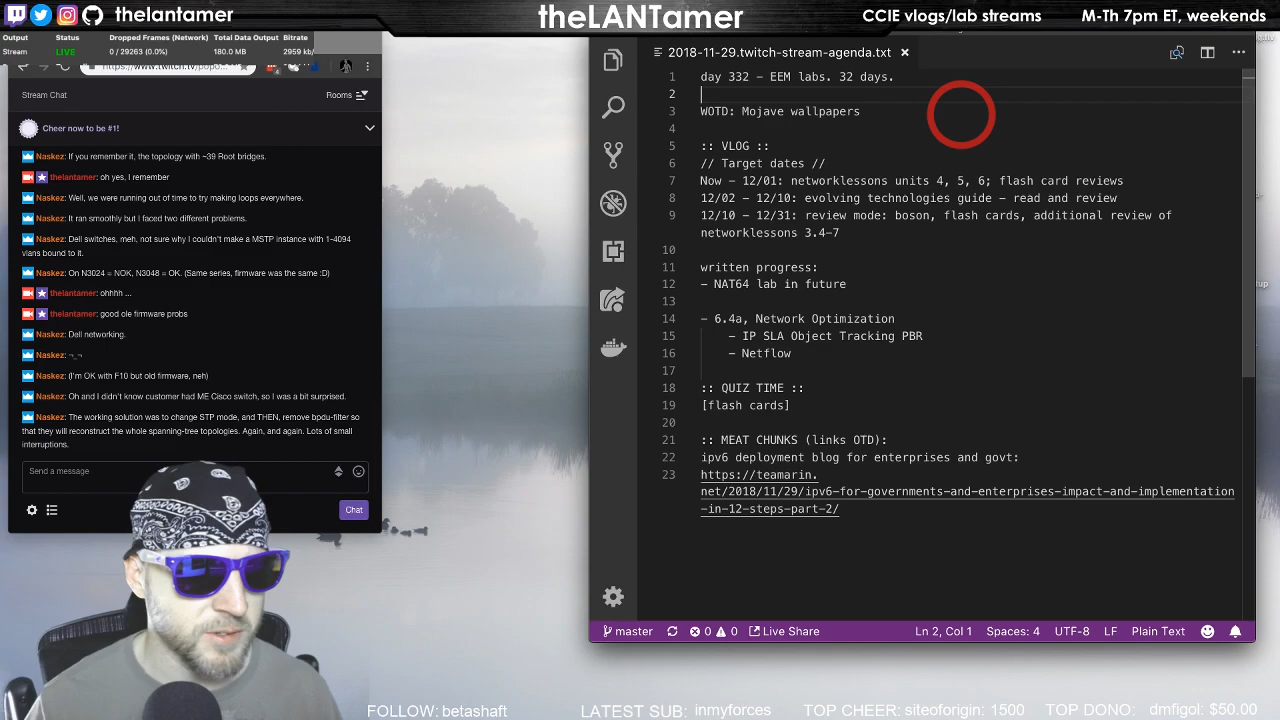 thelantamer
theLANTamer
CCIE vlogs/lab streams
M-Th 7pm ET, weekends
Output Status Dropped Frames (Network) Total Data Output Bitrate
Stream LIVE 0 / 29263 (0.0%) 180.0 MB 2959 kb/
https://www.twitch.tv/popo
Stream Chat
Rooms
Cheer now to be #1!
Naskez: If you remember it, the topology with ~39 Root bridges.
thelantamer: oh yes, I remember
Naskez: Well, we were running out of time to try making loops everywhere.
Naskez: It ran smoothly but I faced two different problems.
Naskez: Dell switches, meh, not sure why I couldn't make a MSTP instance with 1-4094
vlans bound to it.
Naskez: On N3024 = NOK, N3048 = OK. (Same series, firmware was the same :D)
thelantamer: ohhhh ...
thelantamer: good ole firmware probs
Naskez: Dell networking.
Naskez: ¬_¬
Naskez: (I'm OK with F10 but old firmware, neh)
Naskez: Oh and I didn't know customer had ME Cisco switch, so I was a bit surprised.
Naskez: The working solution was to change STP mode, and THEN, remove bpdu-filter so
that they will reconstruct the whole spanning-tree topologies. Again, and again. Lots of small
interruptions.
Send a message
Chat
2018-11-29.twitch-stream-agenda.txt
1 day 332 - EEM labs. 32 days.
2
3 WOTD: Mojave wallpapers
4
5 :: VLOG ::
6 // Target dates //
7 Now - 12/01: networklessons units 4, 5, 6; flash card reviews
8 12/02 - 12/10: evolving technologies guide - read and review
9 12/10 - 12/31: review mode: boson, flash cards, additional review of
networklessons 3.4-7
10
11 written progress:
12 - NAT64 lab in future
13
14 - 6.4a, Network Optimization
15 - IP SLA Object Tracking PBR
16 - Netflow
17
18 :: QUIZ TIME ::
19 [flash cards]
20
21 :: MEAT CHUNKS (links OTD):
22 ipv6 deployment blog for enterprises and govt:
23 https://teamarin.
net/2018/11/29/ipv6-for-governments-and-enterprises-impact-and-implementation
-in-12-steps-part-2/
master 0 0 Live Share Ln 2, Col 1 Spaces: 4 UTF-8 LF Plain Text
FOLLOW: betashaft
LATEST SUB: inmyforces
TOP CHEER: siteoforigin: 1500
TOP DONO: dmfigol: $50.00